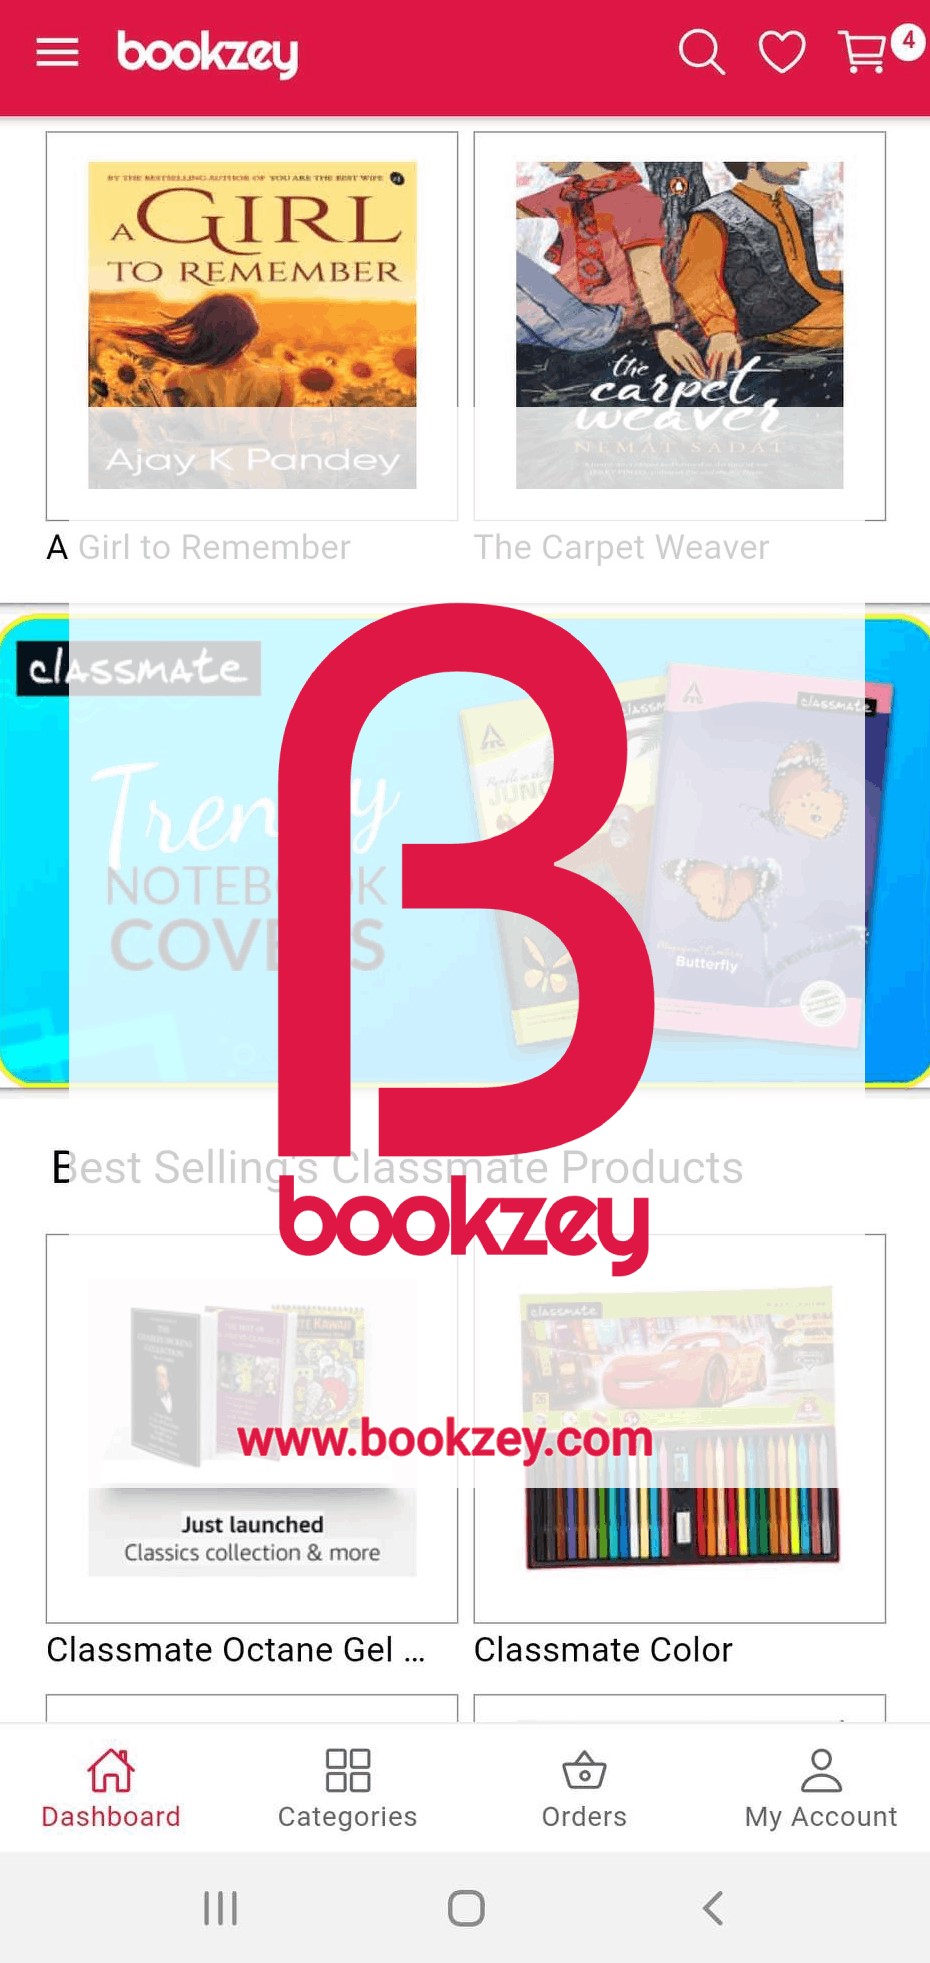 bookzey
4
BY THE BESTSELLING AUTHOR OF YOU ARE THE BEST WIFE
A GIRL
TO REMEMBER
Ajay K Pandey
the
carpet
weaver
NEMAT SADAT
A Girl to Remember
The Carpet Weaver
classmate
Trendy
NOTEBOOK
COVERS
classmate
JUNG
Butterfly
B
Best Selling's Classmate Products
bookzey
classmate
www.bookzey.com
Just launched
Classics collection & more
Classmate Octane Gel ...
Classmate Color
Dashboard
Categories
Orders
My Account